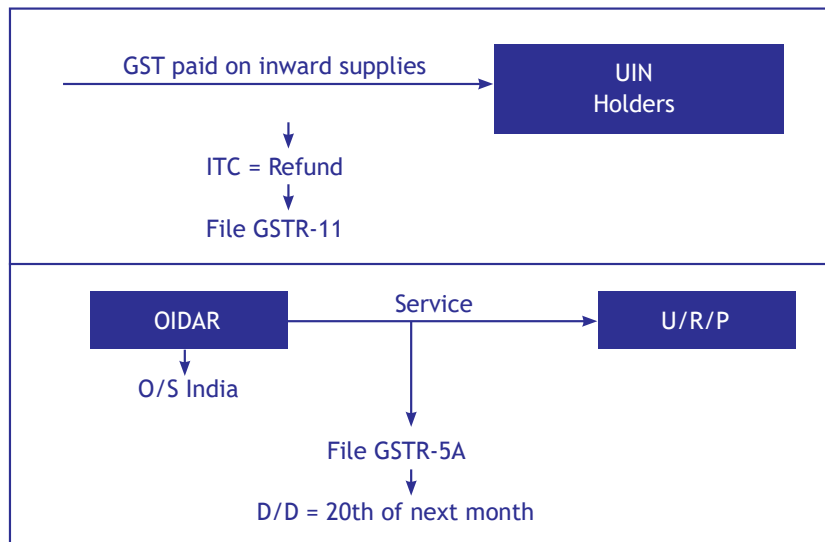 GST paid on inward supplies
UIN
Holders
ITC = Refund
File GSTR-11
OIDAR
Service
U/R/P
O/S India
File GSTR-5A
D/D = 20th of next month